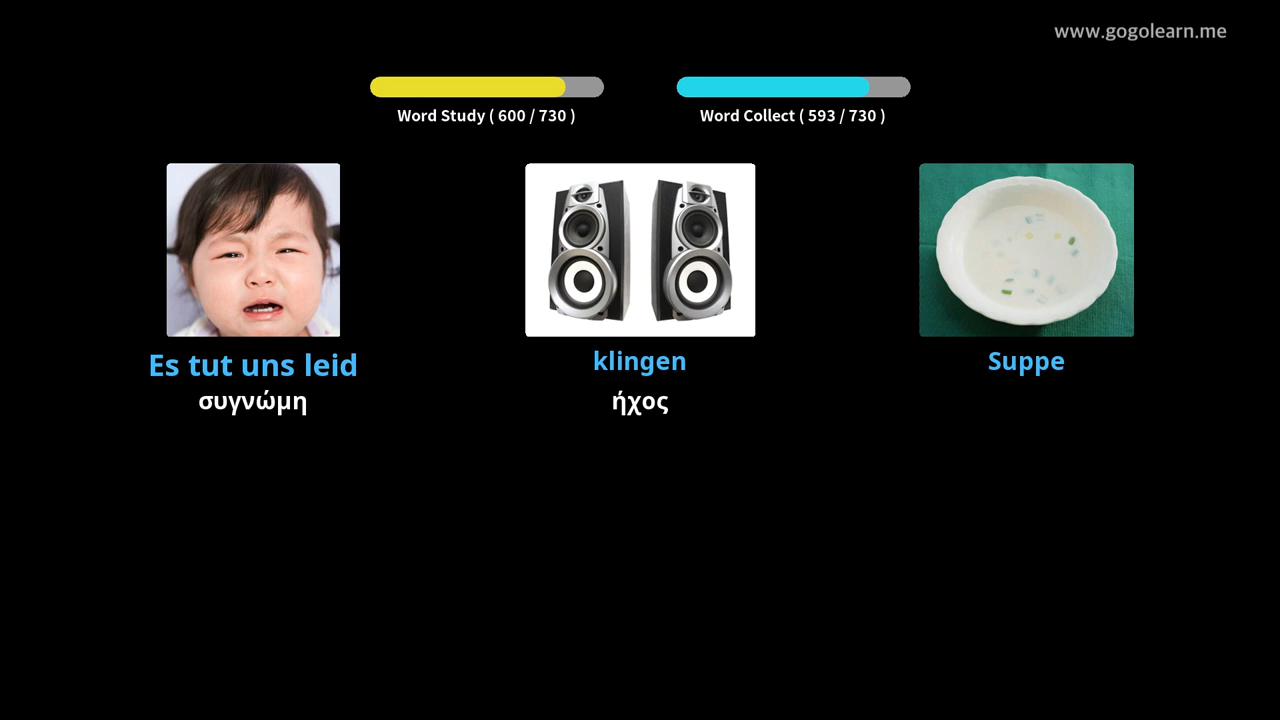 www.gogolearn.me
Word Study ( 600 / 730 )
Word Collect ( 593 / 730 )
Es tut uns leid
συγνώμη
klingen
ήχος
Suppe